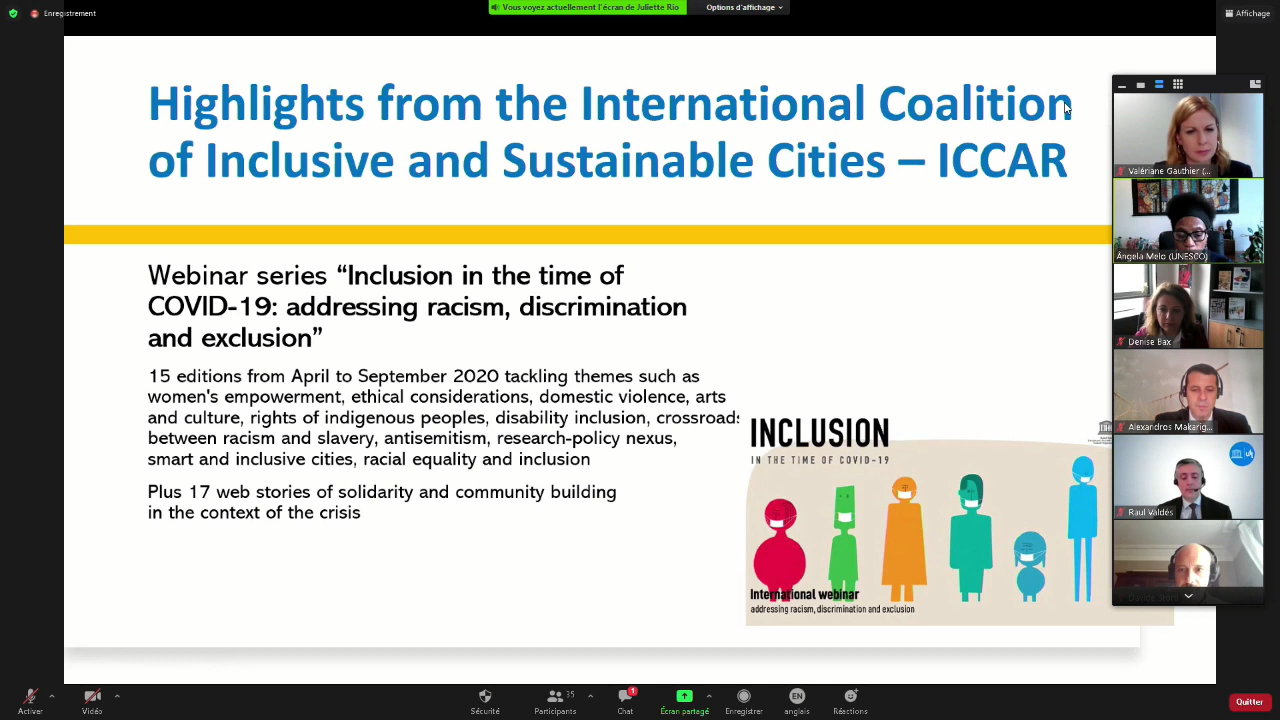 Enregistrement
Vous voyez actuellement l'écran de Juliette Rio
Options d'affichage
Affichage
Highlights from the International Coalition
of Inclusive and Sustainable Cities – ICCAR
Webinar series “Inclusion in the time of
COVID-19: addressing racism, discrimination
and exclusion”
15 editions from April to September 2020 tackling themes such as
women's empowerment, ethical considerations, domestic violence, arts
and culture, rights of indigenous peoples, disability inclusion, crossroads
between racism and slavery, antisemitism, research-policy nexus,
smart and inclusive cities, racial equality and inclusion
Plus 17 web stories of solidarity and community building
in the context of the crisis
INCLUSION
IN THE TIME OF COVID-19
International webinar
addressing racism, discrimination and exclusion
Valériane Gauthier (...
Ângela Melo (UNESCO)
Denise Bax
Alexandros Makarig...
Raul Valdés
Activer
Vidéo
Sécurité
35
Participants
1
Chat
Écran partagé
Enregistrer
EN
anglais
Réactions
Quitter